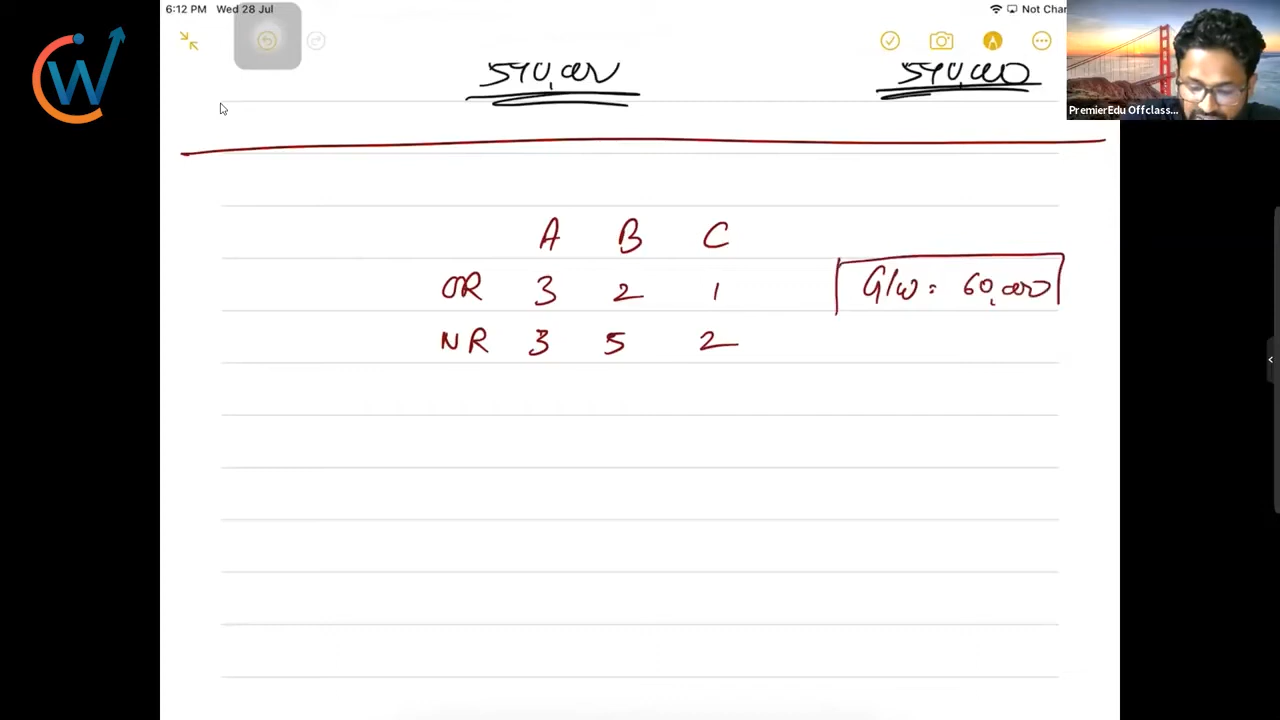 6:12 PM Wed 28 Jul Not Char
W
540,000 540,000
PremierEdu Offclass...
A B C
OR 3 2 1 G/w = 60,000
NR 3 5 2